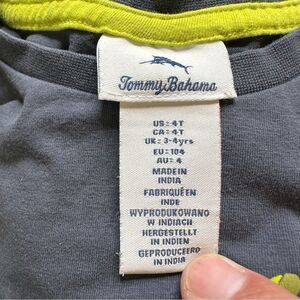 Tommy Bahama
US: 4T
CA: 4T
UK: 3-4yrs
EU: 104
AU: 4
MADE IN
INDIA
FABRIQUÉ EN
INDE
WYPRODUKOWANO
W INDIACH
HERGESTELLT
IN INDIEN
GEPRODUCEERD
IN INDIA